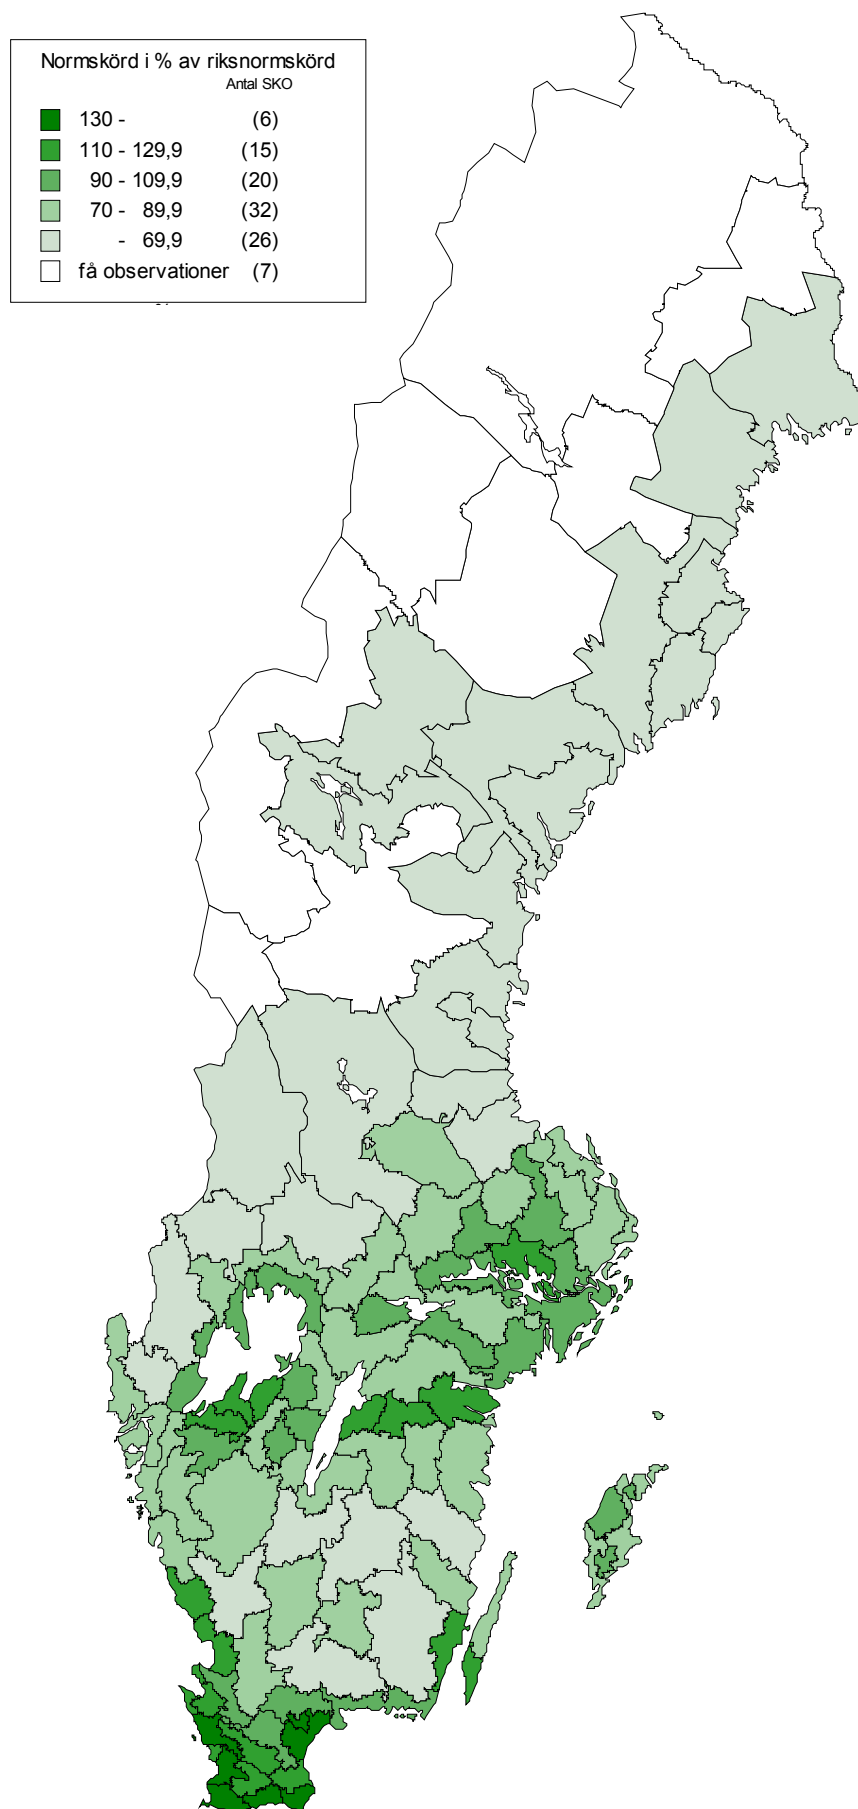 Normskörd i % av riksnormskörd
Antal SKO
130 - (6)
110 - 129,9 (15)
90 - 109,9 (20)
70 - 89,9 (32)
- 69,9 (26)
få observationer (7)